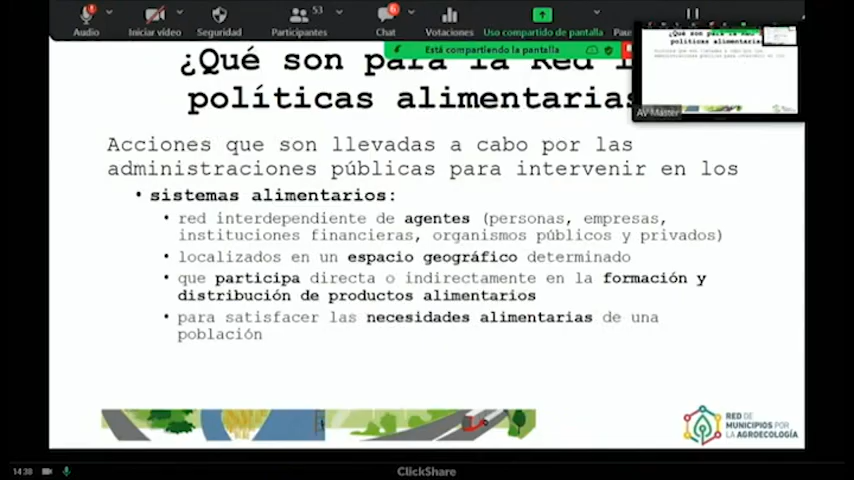 53
6
Audio
Iniciar vídeo
Seguridad
Participantes
Chat
Votaciones
Uso compartido de pantalla
Está compartiendo la pantalla
¿Qué son para la Red l
políticas alimentarias
AV Máster
Acciones que son llevadas a cabo por las
administraciones públicas para intervenir en los
• sistemas alimentarios:
• red interdependiente de agentes (personas, empresas,
instituciones financieras, organismos públicos y privados)
• localizados en un espacio geográfico determinado
• que participa directa o indirectamente en la formación y
distribución de productos alimentarios
• para satisfacer las necesidades alimentarias de una
población
RED DE
MUNICIPIOS POR
LA AGROECOLOGÍA
14:38
ClickShare